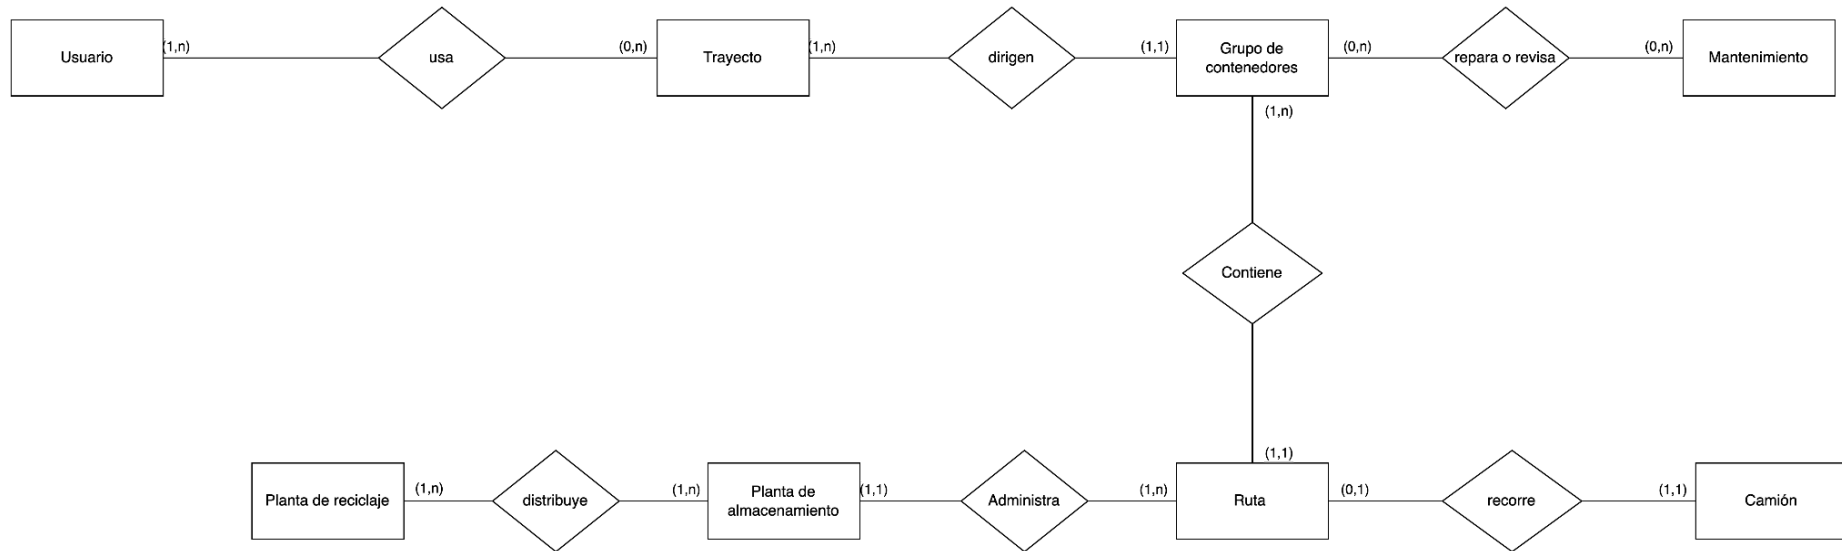 Usuario
(1,n)
usa
(0,n)
Trayecto
(1,n)
dirigen
(1,1)
Grupo de
contenedores
(0,n)
repara o revisa
(0,n)
Mantenimiento
(1,n)
Contiene
(1,1)
Planta de reciclaje
(1,n)
distribuye
(1,n)
Planta de
almacenamiento
(1,1)
Administra
(1,n)
Ruta
(0,1)
recorre
(1,1)
Camión